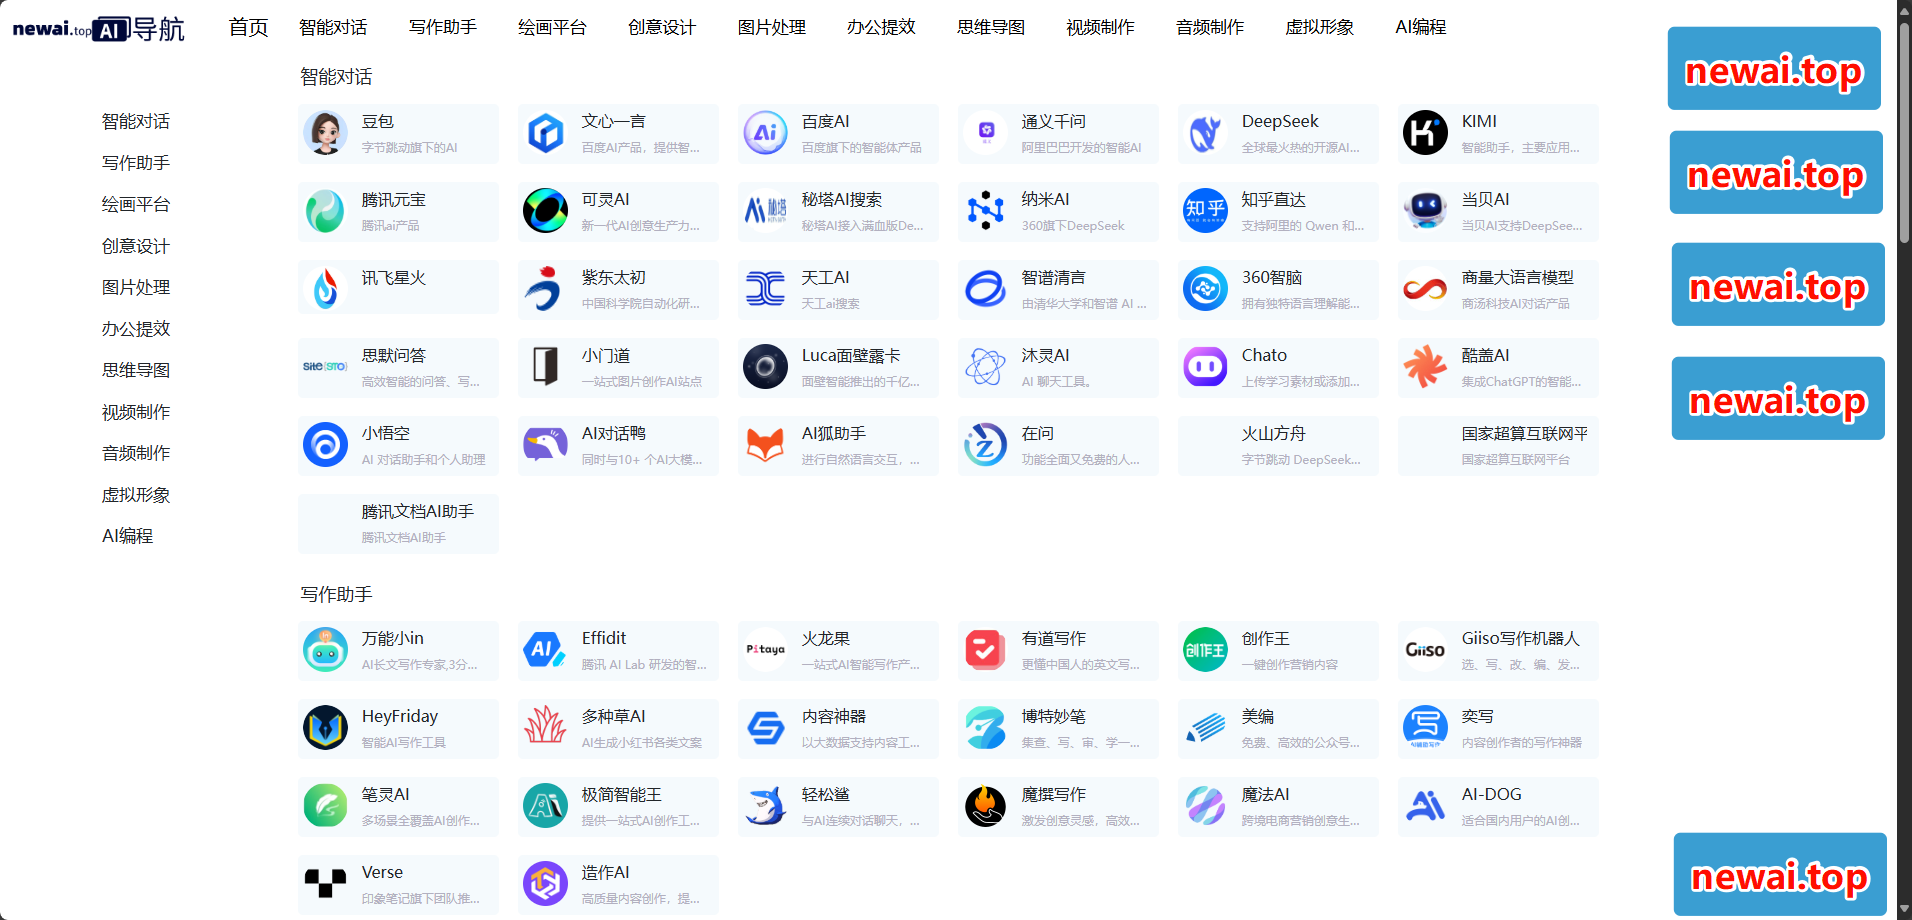 newai.top AI导航
首页 智能对话 写作助手 绘画平台 创意设计 图片处理 办公提效 思维导图 视频制作 音频制作 虚拟形象 AI编程
newai.top
newai.top
newai.top
newai.top
newai.top
智能对话
写作助手
绘画平台
创意设计
图片处理
办公提效
思维导图
视频制作
音频制作
虚拟形象
AI编程
智能对话
豆包
字节跳动旗下的AI
文心一言
百度AI产品，提供智...
Ai
百度AI
百度旗下的智能体产品
通义千问
阿里巴巴开发的智能AI
DeepSeek
全球最火热的开源AI...
K
KIMI
智能助手，主要应用...
腾讯元宝
腾讯ai产品
可灵AI
新一代AI创意生产力...
秘塔
秘塔AI搜索
秘塔AI接入满血版De...
纳米AI
360旗下DeepSeek
知乎
知乎直达
支持阿里的 Qwen 和...
当贝AI
当贝AI支持DeepSee...
讯飞星火
紫东太初
中国科学院自动化研...
天工AI
天工ai搜索
智谱清言
由清华大学和智谱 AI ...
360智脑
拥有独特语言理解能...
商量大语言模型
商汤科技AI对话产品
思默问答
高效智能的问答、写...
小门道
一站式图片创作AI站点
Luca面壁露卡
面壁智能推出的千亿...
沐灵AI
AI 聊天工具。
Chato
上传学习素材或添加...
酷盖AI
集成ChatGPT的智能...
小悟空
AI 对话助手和个人助理
AI对话鸭
同时与10+ 个AI大模...
AI狐助手
进行自然语言交互，...
在问
功能全面又免费的人...
火山方舟
字节跳动 DeepSeek...
国家超算互联网平
国家超算互联网平台
腾讯文档AI助手
腾讯文档AI助手
写作助手
万能小in
AI长文写作专家,3分...
AI
Effidit
腾讯 AI Lab 研发的智...
Pitaya
火龙果
一站式AI智能写作产...
有道写作
更懂中国人的英文写...
创作王
创作王
一键创作营销内容
Giiso
Giiso写作机器人
选、写、改、编、发...
HeyFriday
智能AI写作工具
多种草AI
AI生成小红书各类文案
内容神器
以大数据支持内容工...
博特妙笔
集查、写、审、学一...
美编
免费、高效的公众号...
写
AI辅助写作
奕写
内容创作者的写作神器
笔灵AI
多场景全覆盖AI创作...
极简智能王
提供一站式AI创作工...
轻松鲨
与AI连续对话聊天，...
魔撰写作
激发创意灵感，高效...
魔法AI
跨境电商营销创意生...
AI-DOG
适合国内用户的AI创...
Verse
印象笔记旗下团队推...
造作AI
高质量内容创作，提...